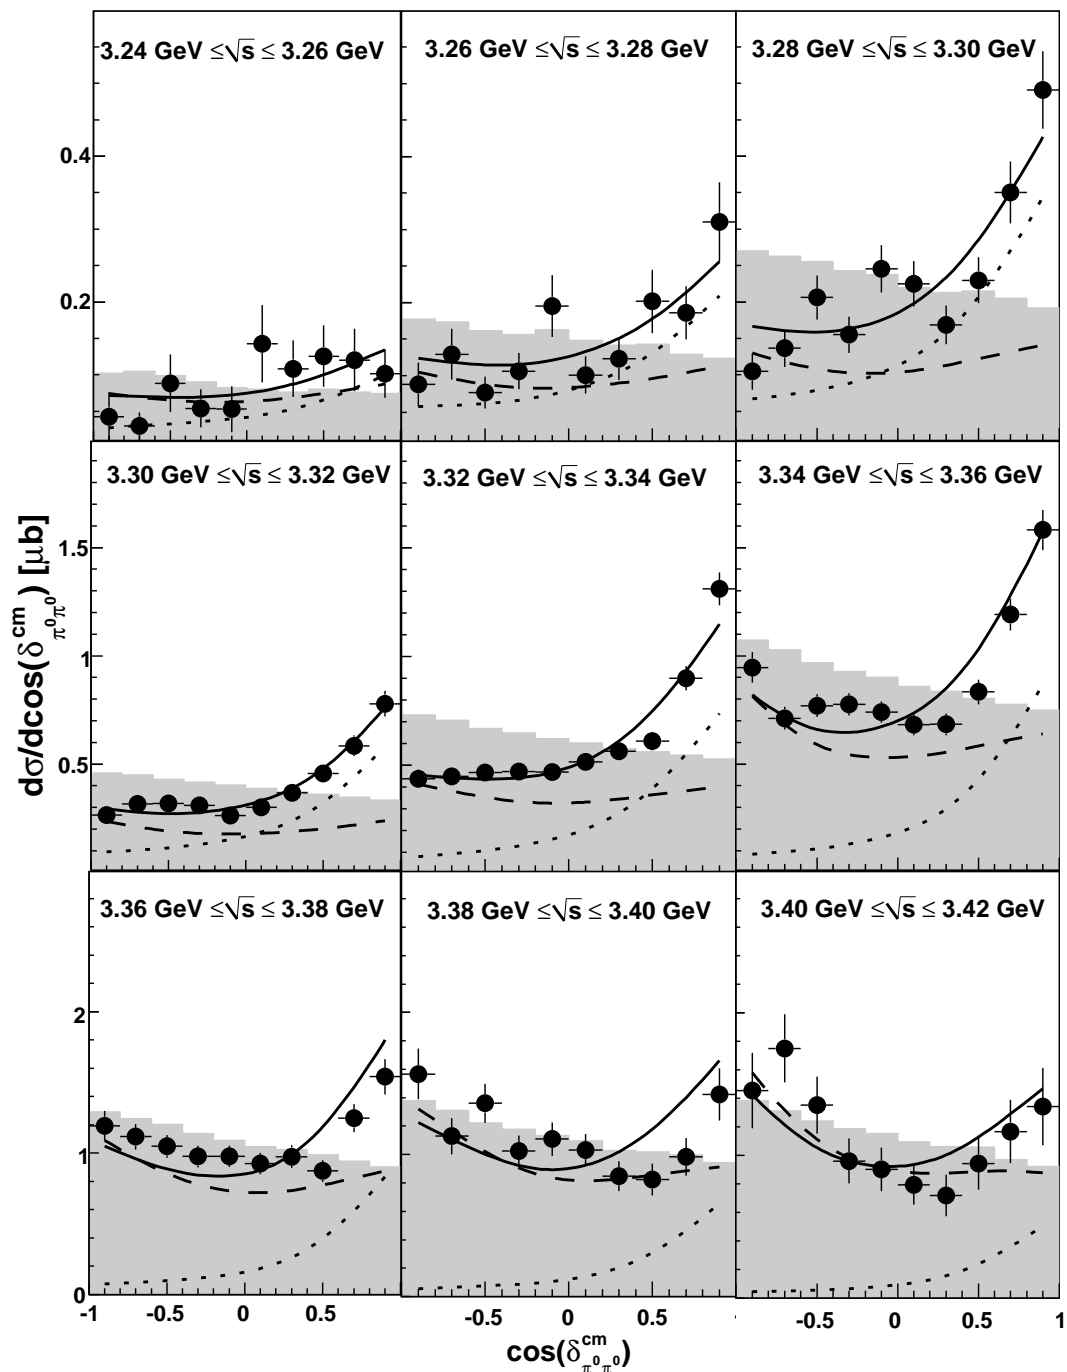 3.24 GeV ≤√s ≤ 3.26 GeV
3.26 GeV ≤√s ≤ 3.28 GeV
3.28 GeV ≤√s ≤ 3.30 GeV
0.4
0.2
3.30 GeV ≤√s ≤ 3.32 GeV
3.32 GeV ≤√s ≤ 3.34 GeV
3.34 GeV ≤√s ≤ 3.36 GeV
dσ/dcos(δ^cm_π⁰π⁰) [μb]
1.5
1
0.5
3.36 GeV ≤√s ≤ 3.38 GeV
3.38 GeV ≤√s ≤ 3.40 GeV
3.40 GeV ≤√s ≤ 3.42 GeV
2
1
0
-1 -0.5 0 0.5 -0.5 0 0.5 -0.5 0 0.5 1
cos(δ^cm_π⁰π⁰)